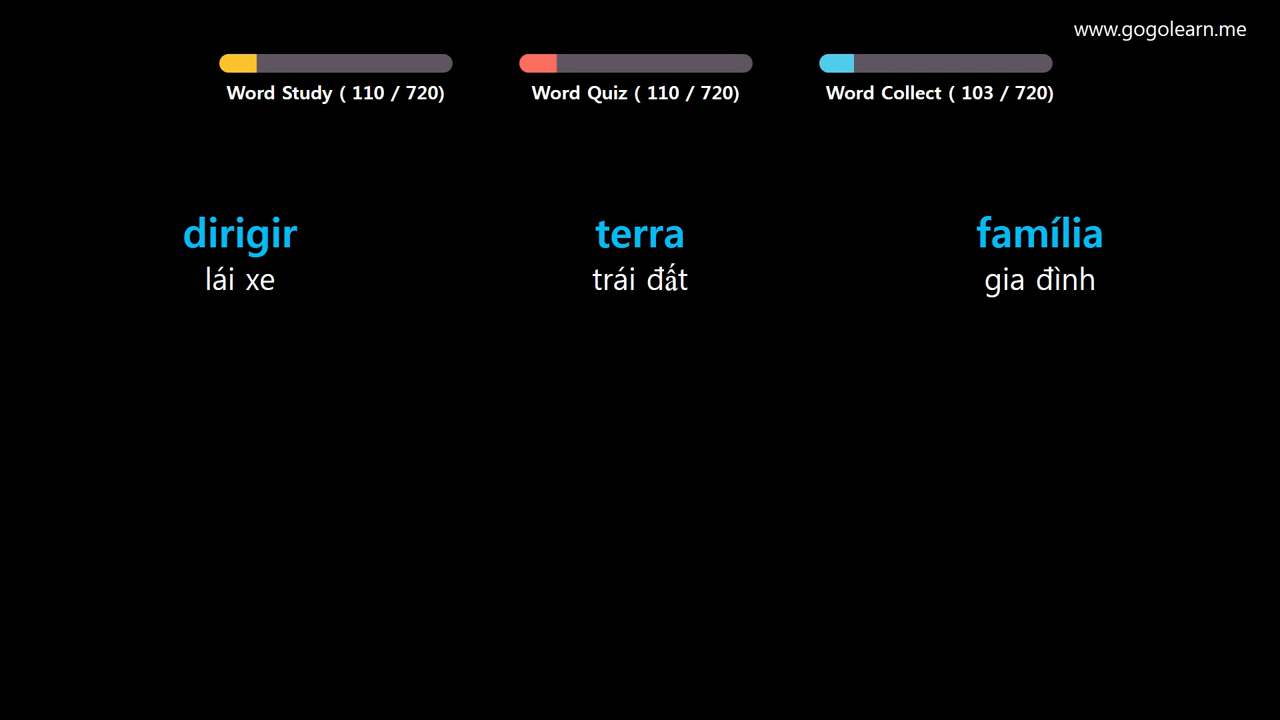 www.gogolearn.me
Word Study ( 110 / 720)
Word Quiz ( 110 / 720)
Word Collect ( 103 / 720)
dirigir
lái xe
terra
trái đất
família
gia đình